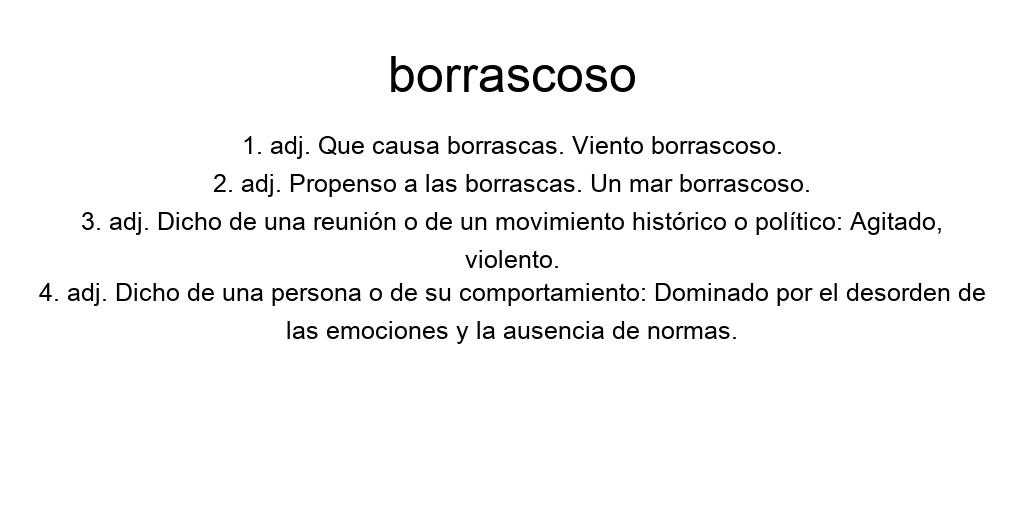 borrascoso
1. adj. Que causa borrascas. Viento borrascoso.
2. adj. Propenso a las borrascas. Un mar borrascoso.
3. adj. Dicho de una reunión o de un movimiento histórico o político: Agitado,
violento.
4. adj. Dicho de una persona o de su comportamiento: Dominado por el desorden de
las emociones y la ausencia de normas.